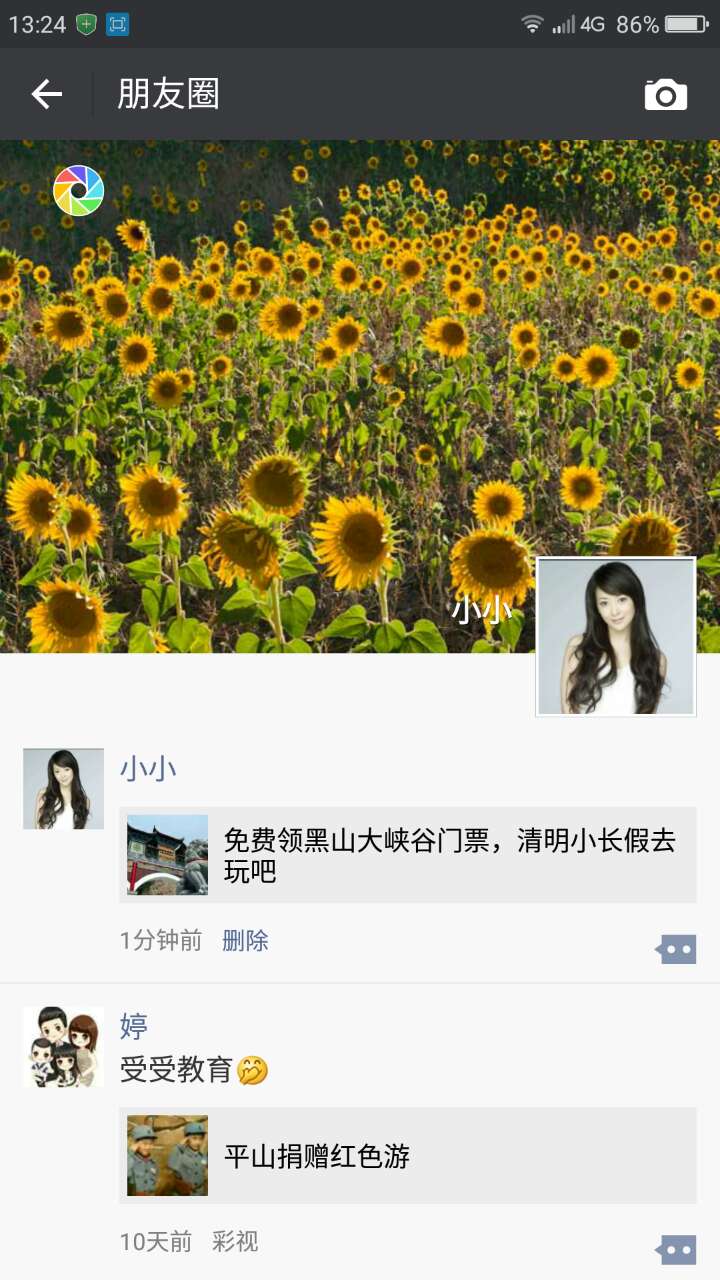 13:24
4G 86%
朋友圈
小小
小小
免费领黑山大峡谷门票，清明小长假去
玩吧
1分钟前 删除
婷
受受教育🤭
平山捐赠红色游
10天前 彩视